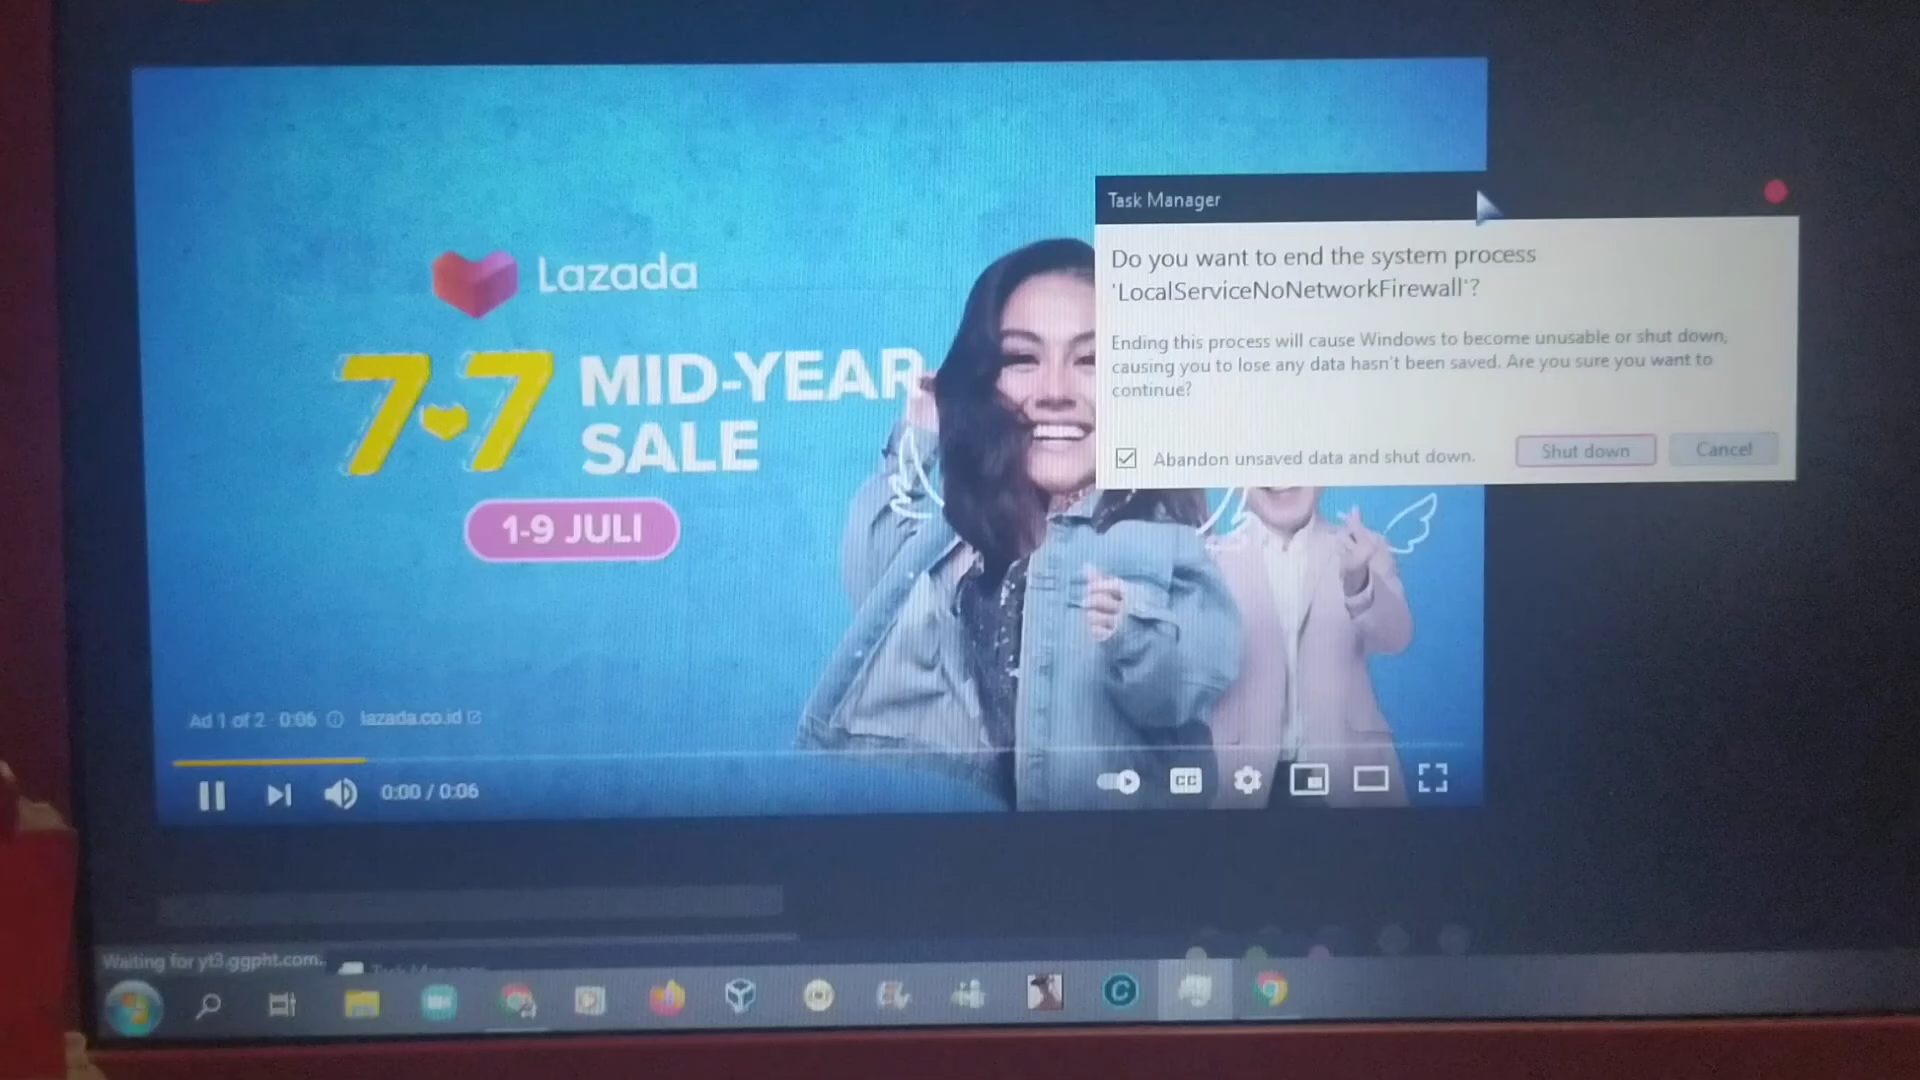 Lazada
7.7 MID-YEAR
SALE
1-9 JULI
Task Manager
Do you want to end the system process
'LocalServiceNoNetworkFirewall'?
Ending this process will cause Windows to become unusable or shut down,
causing you to lose any data hasn't been saved. Are you sure you want to
continue?
Abandon unsaved data and shut down.
Shut down
Cancel
Ad 1 of 2 · 0:06
lazada.co.id
0:00 / 0:06
CC
Waiting for yt3.ggpht.com...
Task Manager
C